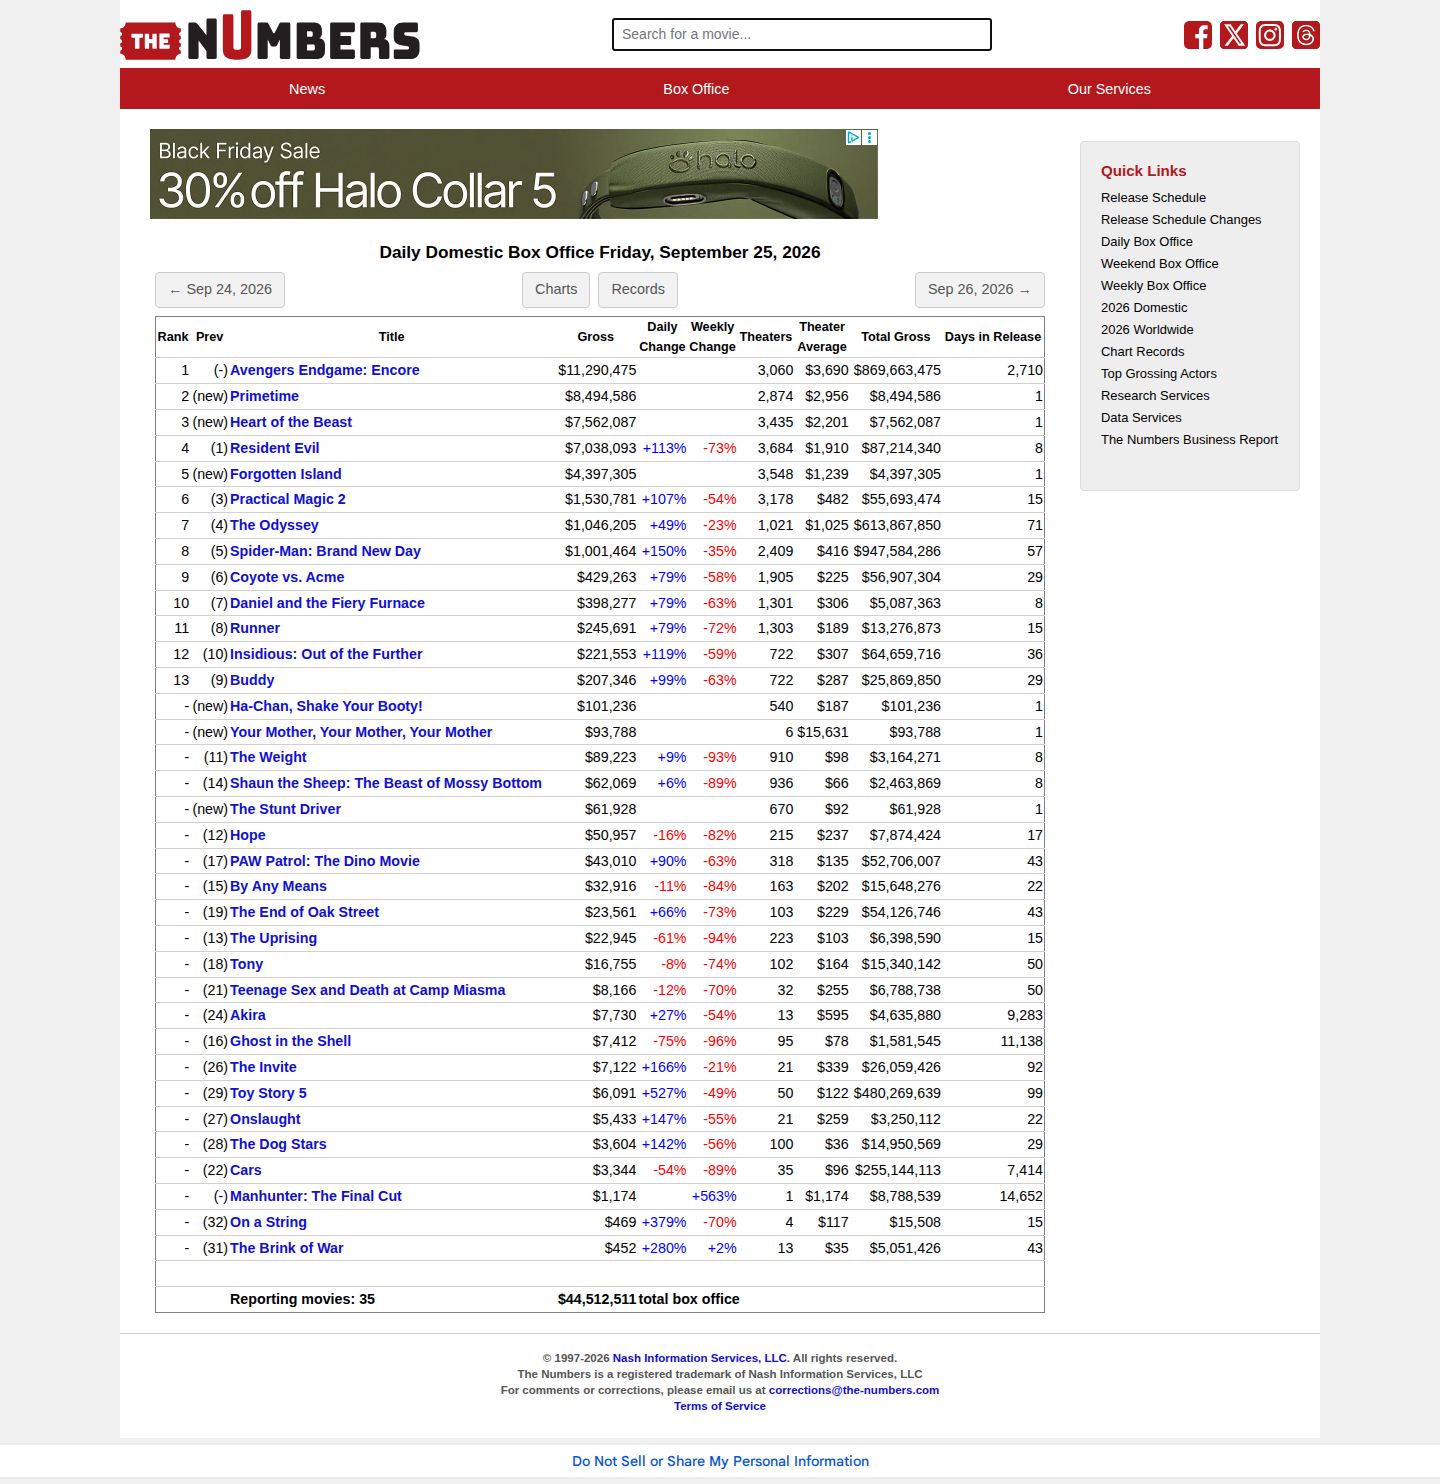 THE NUMBERS
Search for a movie...
News Box Office Our Services
Black Friday Sale
30% off Halo Collar 5
halo
Quick Links
Release Schedule
Release Schedule Changes
Daily Box Office
Weekend Box Office
Weekly Box Office
2026 Domestic
2026 Worldwide
Chart Records
Top Grossing Actors
Research Services
Data Services
The Numbers Business Report
Daily Domestic Box Office Friday, September 25, 2026
← Sep 24, 2026 Charts Records Sep 26, 2026 →
Rank Prev Title Gross Daily Change Weekly Change Theaters Theater Average Total Gross Days in Release
1 (-) Avengers Endgame: Encore $11,290,475 3,060 $3,690 $869,663,475 2,710
2 (new) Primetime $8,494,586 2,874 $2,956 $8,494,586 1
3 (new) Heart of the Beast $7,562,087 3,435 $2,201 $7,562,087 1
4 (1) Resident Evil $7,038,093 +113% -73% 3,684 $1,910 $87,214,340 8
5 (new) Forgotten Island $4,397,305 3,548 $1,239 $4,397,305 1
6 (3) Practical Magic 2 $1,530,781 +107% -54% 3,178 $482 $55,693,474 15
7 (4) The Odyssey $1,046,205 +49% -23% 1,021 $1,025 $613,867,850 71
8 (5) Spider-Man: Brand New Day $1,001,464 +150% -35% 2,409 $416 $947,584,286 57
9 (6) Coyote vs. Acme $429,263 +79% -58% 1,905 $225 $56,907,304 29
10 (7) Daniel and the Fiery Furnace $398,277 +79% -63% 1,301 $306 $5,087,363 8
11 (8) Runner $245,691 +79% -72% 1,303 $189 $13,276,873 15
12 (10) Insidious: Out of the Further $221,553 +119% -59% 722 $307 $64,659,716 36
13 (9) Buddy $207,346 +99% -63% 722 $287 $25,869,850 29
- (new) Ha-Chan, Shake Your Booty! $101,236 540 $187 $101,236 1
- (new) Your Mother, Your Mother, Your Mother $93,788 6 $15,631 $93,788 1
- (11) The Weight $89,223 +9% -93% 910 $98 $3,164,271 8
- (14) Shaun the Sheep: The Beast of Mossy Bottom $62,069 +6% -89% 936 $66 $2,463,869 8
- (new) The Stunt Driver $61,928 670 $92 $61,928 1
- (12) Hope $50,957 -16% -82% 215 $237 $7,874,424 17
- (17) PAW Patrol: The Dino Movie $43,010 +90% -63% 318 $135 $52,706,007 43
- (15) By Any Means $32,916 -11% -84% 163 $202 $15,648,276 22
- (19) The End of Oak Street $23,561 +66% -73% 103 $229 $54,126,746 43
- (13) The Uprising $22,945 -61% -94% 223 $103 $6,398,590 15
- (18) Tony $16,755 -8% -74% 102 $164 $15,340,142 50
- (21) Teenage Sex and Death at Camp Miasma $8,166 -12% -70% 32 $255 $6,788,738 50
- (24) Akira $7,730 +27% -54% 13 $595 $4,635,880 9,283
- (16) Ghost in the Shell $7,412 -75% -96% 95 $78 $1,581,545 11,138
- (26) The Invite $7,122 +166% -21% 21 $339 $26,059,426 92
- (29) Toy Story 5 $6,091 +527% -49% 50 $122 $480,269,639 99
- (27) Onslaught $5,433 +147% -55% 21 $259 $3,250,112 22
- (28) The Dog Stars $3,604 +142% -56% 100 $36 $14,950,569 29
- (22) Cars $3,344 -54% -89% 35 $96 $255,144,113 7,414
- (-) Manhunter: The Final Cut $1,174 +563% 1 $1,174 $8,788,539 14,652
- (32) On a String $469 +379% -70% 4 $117 $15,508 15
- (31) The Brink of War $452 +280% +2% 13 $35 $5,051,426 43
Reporting movies: 35 $44,512,511 total box office
© 1997-2026 Nash Information Services, LLC. All rights reserved.
The Numbers is a registered trademark of Nash Information Services, LLC
For comments or corrections, please email us at corrections@the-numbers.com
Terms of Service
Do Not Sell or Share My Personal Information